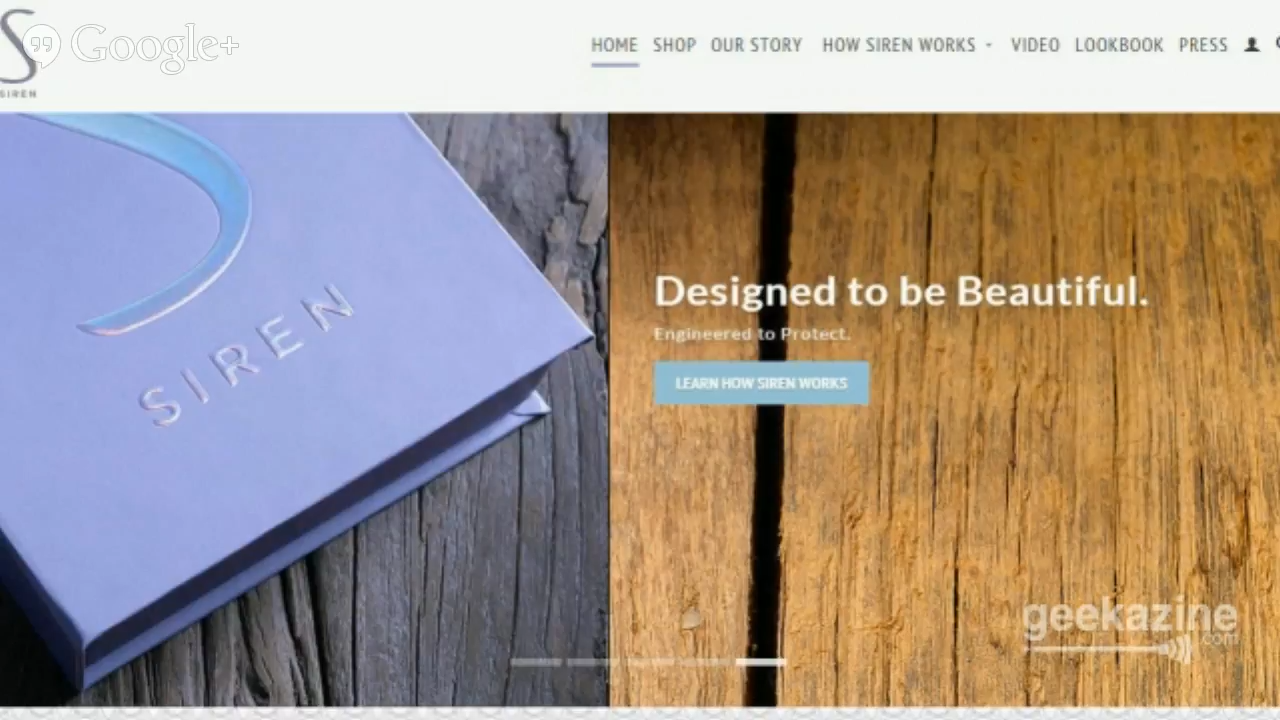 Google+
SIREN
HOME SHOP OUR STORY HOW SIREN WORKS VIDEO LOOKBOOK PRESS
SIREN
Designed to be Beautiful.
Engineered to Protect.
LEARN HOW SIREN WORKS
geekazine
.com